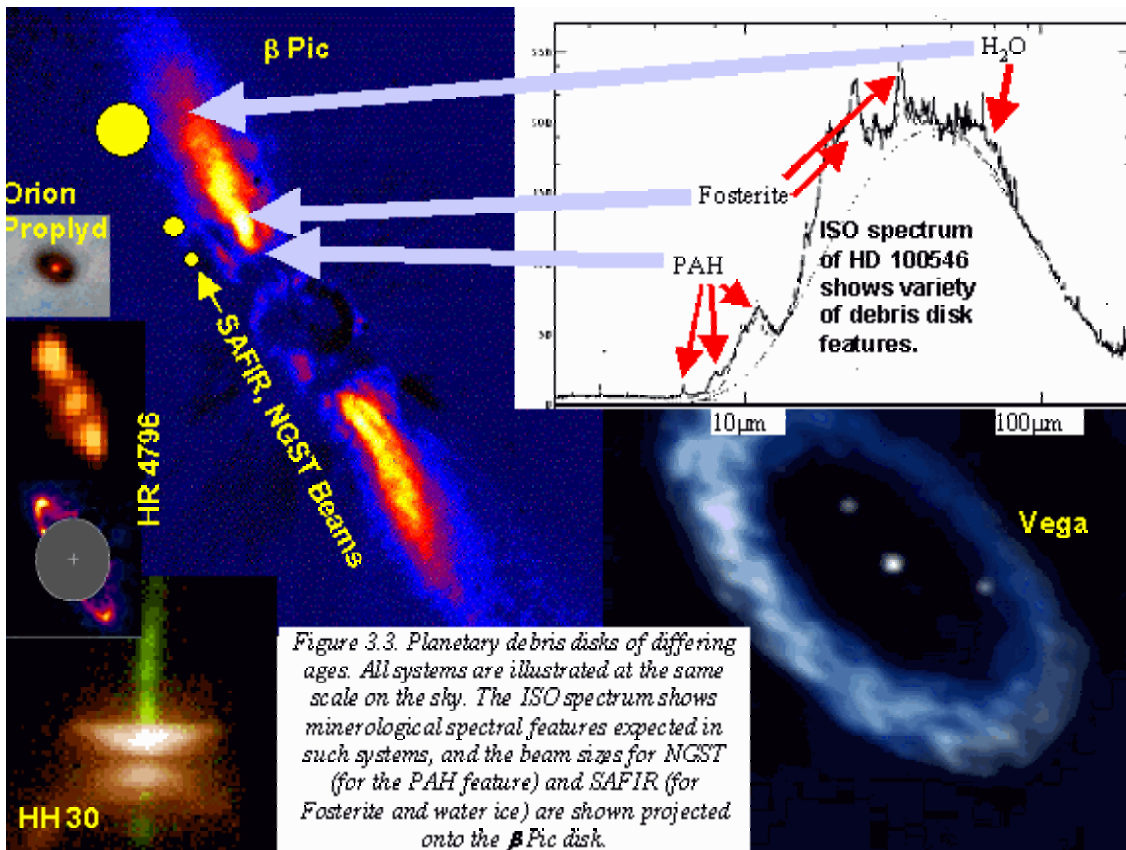 β Pic
H₂O
Orion
Proplyd
Fosterite
PAH
ISO spectrum
of HD 100546
shows variety
of debris disk
features.
50
0
10μm
100μm
SAFIR, NGST Beams
HR 4796
Vega
HH 30
Figure 3.3. Planetary debris disks of differing
ages. All systems are illustrated at the same
scale on the sky. The ISO spectrum shows
minerological spectral features expected in
such systems, and the beam sizes for NGST
(for the PAH feature) and SAFIR (for
Fosterite and water ice) are shown projected
onto the β Pic disk.